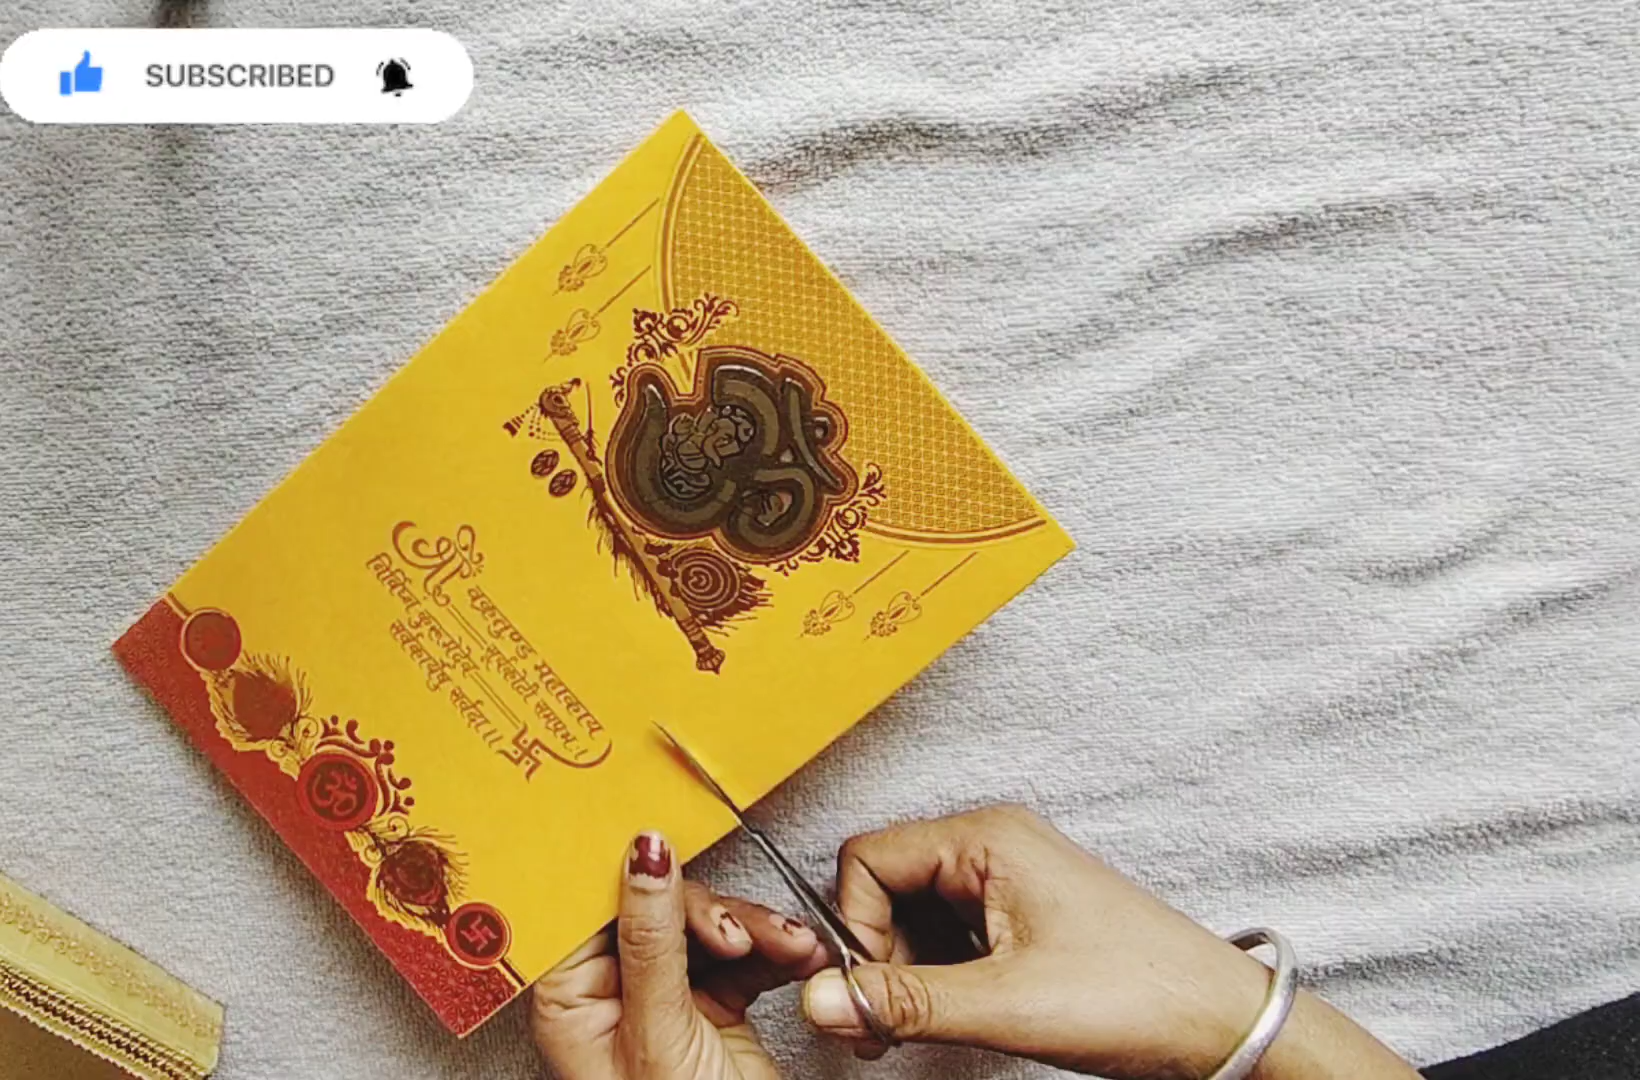 SUBSCRIBED
श्री वक्रतुण्ड महाकाय
सूर्यकोटी समप्रभः।
निर्विघ्नं कुरू मे देव
सर्वकार्येषु सर्वदा।।
ॐ